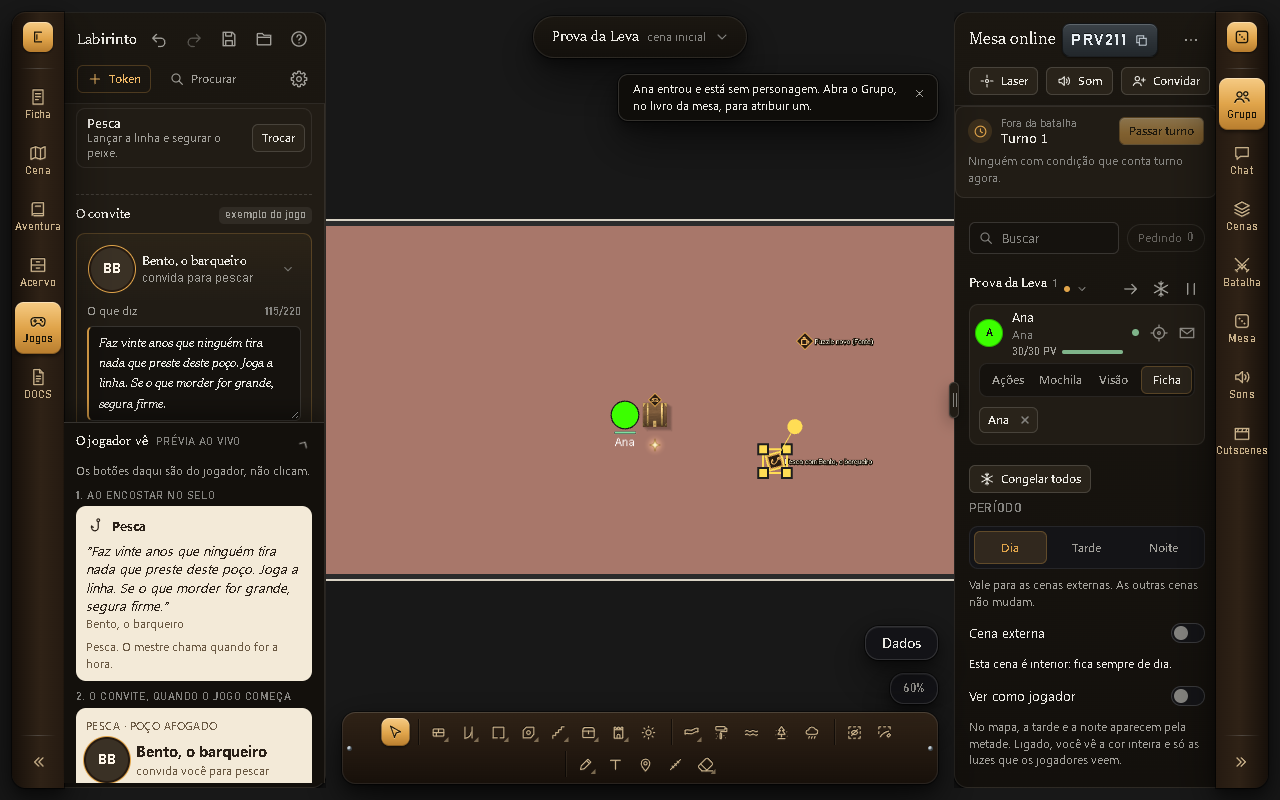 Labirinto
Token
Procurar
Ficha
Cena
Aventura
Acervo
Jogos
DOCS
Pesca
Lançar a linha e segurar o
peixe.
Trocar
O convite
exemplo do jogo
BB
Bento, o barqueiro
convida para pescar
O que diz
115/220
Faz vinte anos que ninguém tira
nada que preste deste poço. Joga a
linha. Se o que morder for grande,
segura firme.
O jogador vê
PRÉVIA AO VIVO
Os botões daqui são do jogador, não clicam.
1. AO ENCOSTAR NO SELO
Pesca
"Faz vinte anos que ninguém tira
nada que preste deste poço. Joga a
linha. Se o que morder for grande,
segura firme."
Bento, o barqueiro
Pesca. O mestre chama quando for a
hora.
2. O CONVITE, QUANDO O JOGO COMEÇA
PESCA · POÇO AFOGADO
BB
Bento, o barqueiro
convida você para pescar
Prova da Leva
cena inicial
Ana entrou e está sem personagem. Abra o Grupo,
no livro da mesa, para atribuir um.
Ana
Dados
60%
Mesa online
PRV211
Laser
Som
Convidar
Fora da batalha
Turno 1
Passar turno
Ninguém com condição que conta turno
agora.
Buscar
Pedindo 0
Prova da Leva 1
A
Ana
Ana
30/30 PV
Ações
Mochila
Visão
Ficha
Ana
Congelar todos
PERÍODO
Dia
Tarde
Noite
Vale para as cenas externas. As outras cenas
não mudam.
Cena externa
Esta cena é interior: fica sempre de dia.
Ver como jogador
No mapa, a tarde e a noite aparecem pela
metade. Ligado, você vê a cor inteira e só as
luzes que os jogadores veem.
Grupo
Chat
Cenas
Batalha
Mesa
Sons
Cutscenes